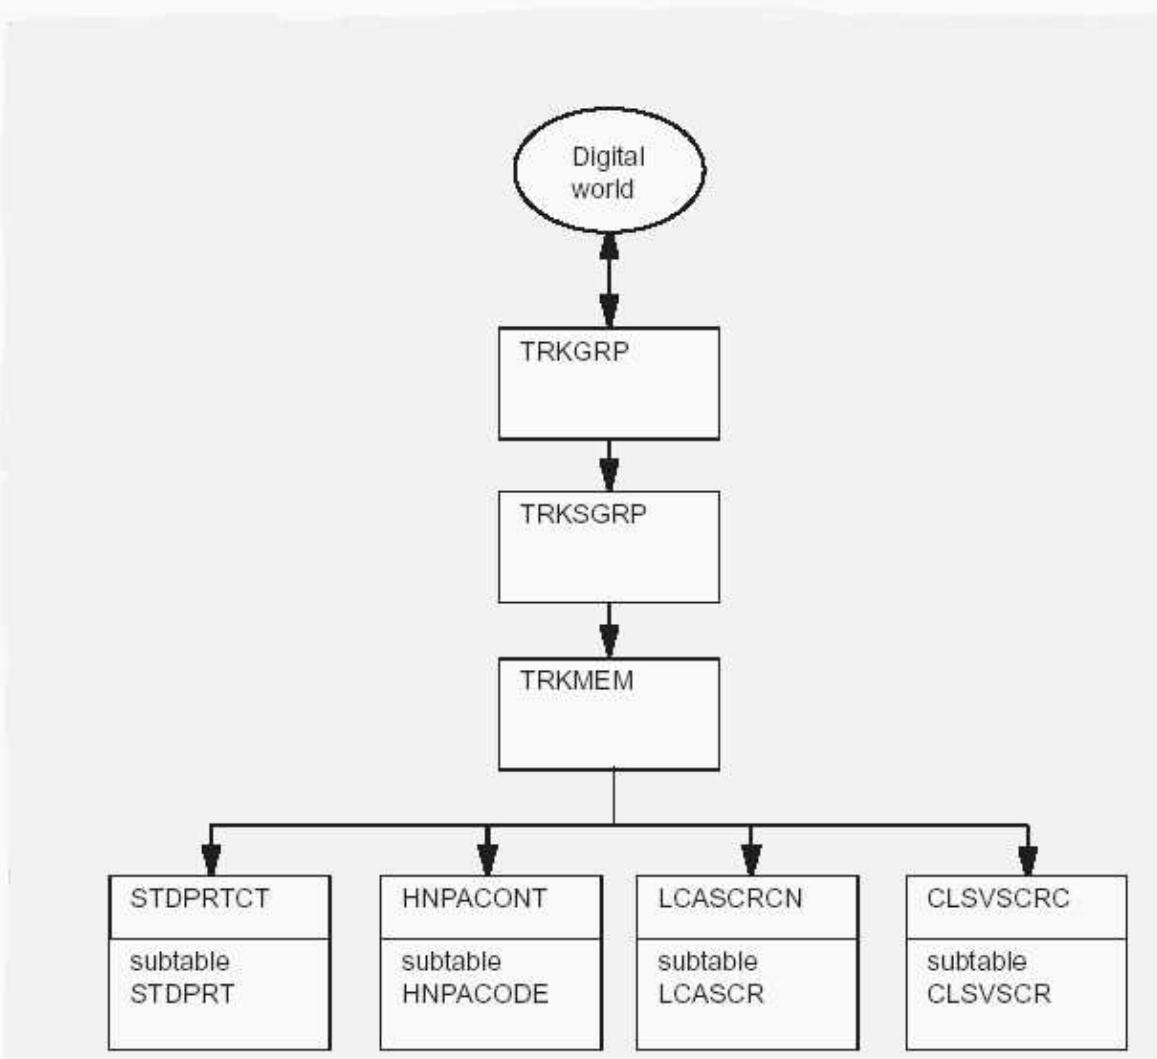 Digital
world
TRKGRP
TRKSGRP
TRKMEM
STDPRTCT
subtable
STDPRT
HNPACONT
subtable
HNPACODE
LCASCRCN
subtable
LCASCR
CLSVSCRC
subtable
CLSVSCR